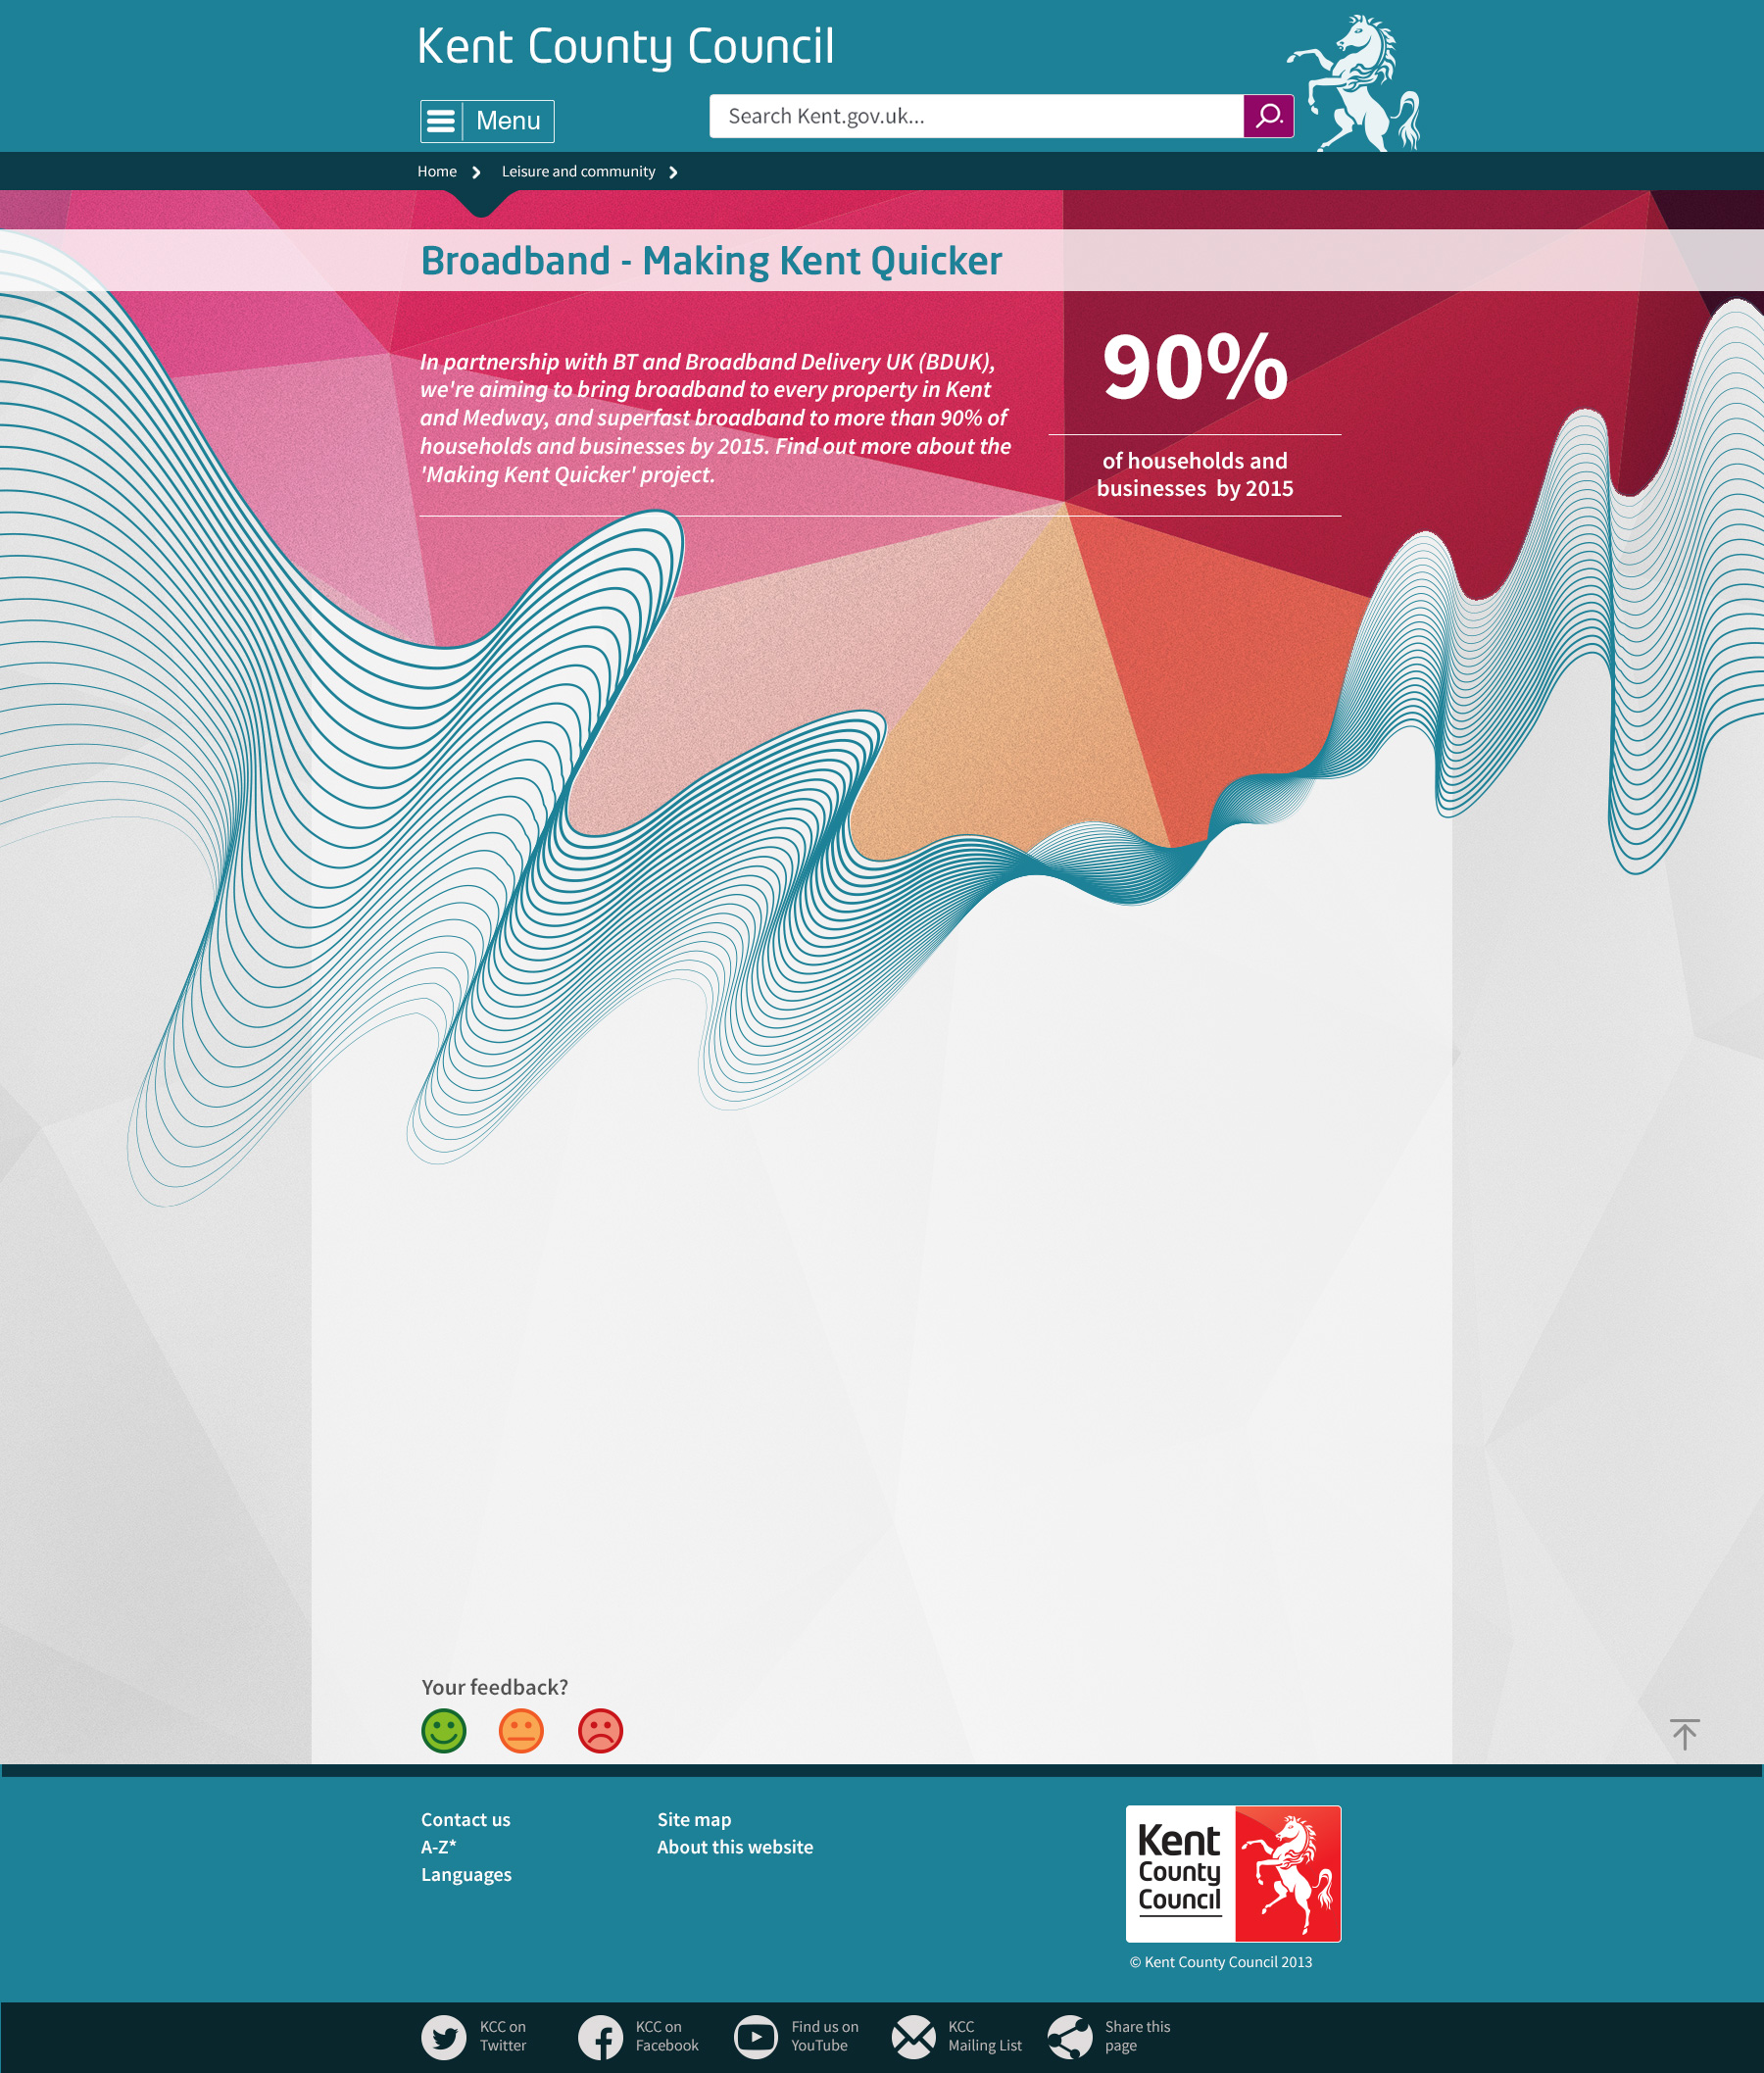 Kent County Council
Menu
Search Kent.gov.uk...
Home
Leisure and community
Broadband - Making Kent Quicker
In partnership with BT and Broadband Delivery UK (BDUK),
we're aiming to bring broadband to every property in Kent
and Medway, and superfast broadband to more than 90% of
households and businesses by 2015. Find out more about the
'Making Kent Quicker' project.
90%
of households and
businesses by 2015
Your feedback?
Contact us
A-Z*
Languages
Site map
About this website
Kent
County
Council
© Kent County Council 2013
KCC on
Twitter
KCC on
Facebook
Find us on
YouTube
KCC
Mailing List
Share this
page